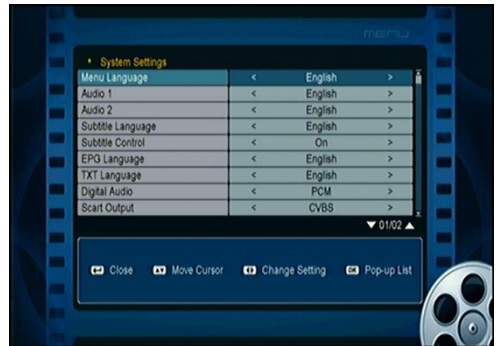 MENU
System Settings
Menu Language < English >
Audio 1 < English >
Audio 2 < English >
Subtitle Language < English >
Subtitle Control < On >
EPG Language < English >
TXT Language < English >
Digital Audio < PCM >
Scart Output < CVBS >
▼ 01/02 ▲
Close Move Cursor Change Setting OK Pop-up List